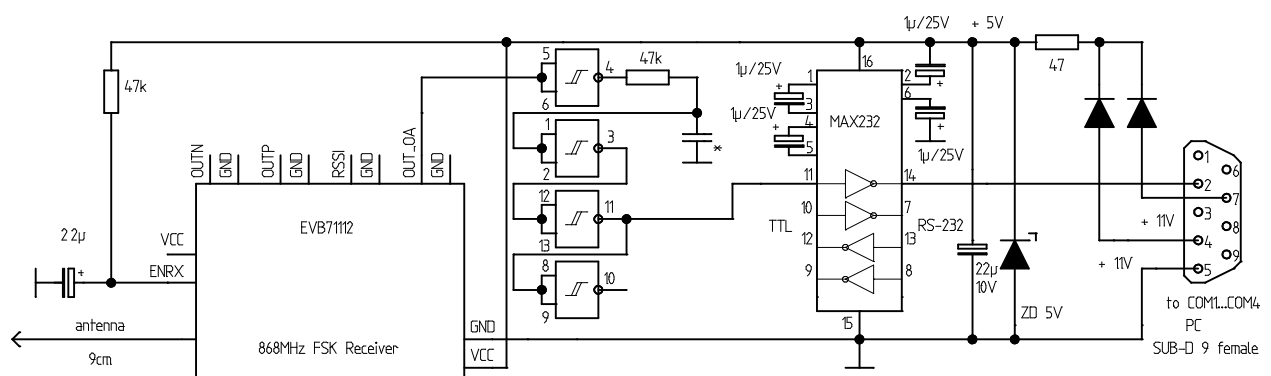 1µ/25V
+ 5V
47
5
4
47k
6
1µ/25V
+
1
3
1µ/25V
+
4
5
16
2
+
6
+
1µ/25V
MAX232
47k
1
3
2
*
OUTN
GND
OUTP
GND
RSSI
GND
OUT_OA
GND
12
11
13
11
14
10
7
TTL
RS-232
12
13
9
8
1
6
2
7
3
8
4
9
5
+ 11V
+ 11V
22µ
+
VCC
ENRX
EVB71112
8
10
9
22µ
10V
ZD 5V
15
antenna
9cm
868MHz FSK Receiver
GND
VCC
to COM1...COM4
PC
SUB-D 9 female